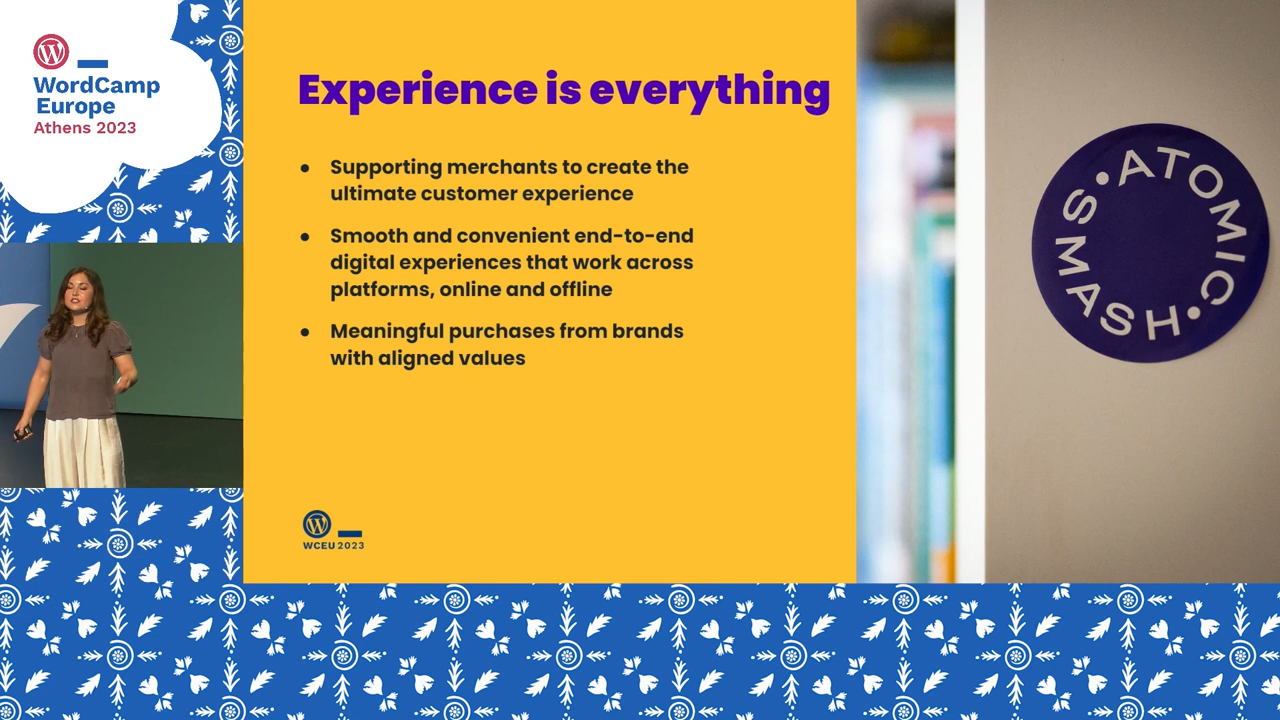 WordCamp
Europe
Athens 2023
Experience is everything
● Supporting merchants to create the
ultimate customer experience
● Smooth and convenient end-to-end
digital experiences that work across
platforms, online and offline
● Meaningful purchases from brands
with aligned values
WCEU 2023
ATOMIC•SMASH•